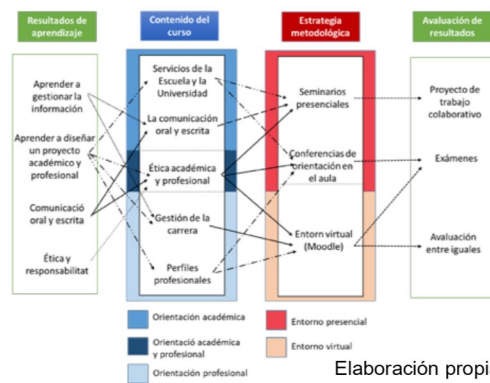 Resultados de
aprendizaje
Contenido del
curso
Estrategia
metodológica
Evaluación de
resultados
Aprender a
gestionar la
información
Aprender a diseñar
un proyecto
académico y
profesional
Comunicació
oral y escrita
Ética y
responsabilitat
Servicios de la
Escuela y la
Universidad
La comunicación
oral y escrita
Ética académica
y profesional
Gestión de la
carrera
Perfiles
profesionales
Seminarios
presenciales
Conferencias de
orientación en
el aula
Entorn virtual
(Moodle)
Proyecto de
trabajo
colaborativo
Exámenes
Evaluación
entre iguales
Orientación académica
Orientació académica
y profesional
Orientación profesional
Entorno presencial
Entorno virtual
Elaboración propi